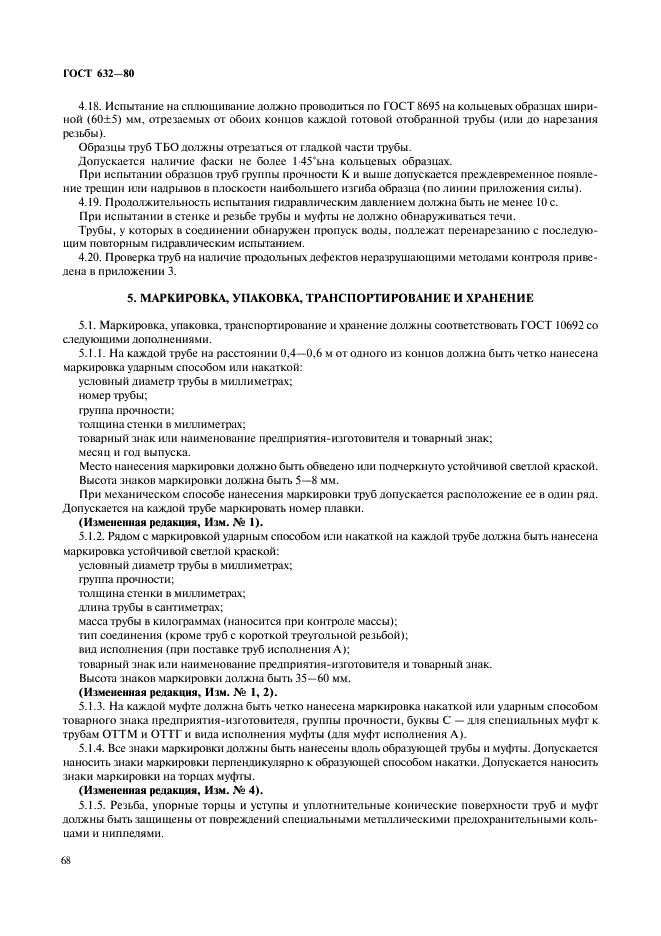 ГОСТ 632—80
4.18. Испытание на сплющивание должно проводиться по ГОСТ 8695 на кольцевых образцах шири-
ной (60±5) мм, отрезаемых от обоих концов каждой готовой отобранной трубы (или до нарезания
резьбы).
Образцы труб ТБО должны отрезаться от гладкой части трубы.
Допускается наличие фаски не более 1·45°ьна кольцевых образцах.
При испытании образцов труб группы прочности К и выше допускается преждевременное появле-
ние трещин или надрывов в плоскости наибольшего изгиба образца (по линии приложения силы).
4.19. Продолжительность испытания гидравлическим давлением должна быть не менее 10 с.
При испытании в стенке и резьбе трубы и муфты не должно обнаруживаться течи.
Трубы, у которых в соединении обнаружен пропуск воды, подлежат перенарезанию с последую-
щим повторным гидравлическим испытанием.
4.20. Проверка труб на наличие продольных дефектов неразрушающими методами контроля приве-
дена в приложении 3.
5. МАРКИРОВКА, УПАКОВКА, ТРАНСПОРТИРОВАНИЕ И ХРАНЕНИЕ
5.1. Маркировка, упаковка, транспортирование и хранение должны соответствовать ГОСТ 10692 со
следующими дополнениями.
5.1.1. На каждой трубе на расстоянии 0,4—0,6 м от одного из концов должна быть четко нанесена
маркировка ударным способом или накаткой:
условный диаметр трубы в миллиметрах;
номер трубы;
группа прочности;
толщина стенки в миллиметрах;
товарный знак или наименование предприятия-изготовителя и товарный знак;
месяц и год выпуска.
Место нанесения маркировки должно быть обведено или подчеркнуто устойчивой светлой краской.
Высота знаков маркировки должна быть 5—8 мм.
При механическом способе нанесения маркировки труб допускается расположение ее в один ряд.
Допускается на каждой трубе маркировать номер плавки.
(Измененная редакция, Изм. № 1).
5.1.2. Рядом с маркировкой ударным способом или накаткой на каждой трубе должна быть нанесена
маркировка устойчивой светлой краской:
условный диаметр трубы в миллиметрах;
группа прочности;
толщина стенки в миллиметрах;
длина трубы в сантиметрах;
масса трубы в килограммах (наносится при контроле массы);
тип соединения (кроме труб с короткой треугольной резьбой);
вид исполнения (при поставке труб исполнения А);
товарный знак или наименование предприятия-изготовителя и товарный знак.
Высота знаков маркировки должна быть 35—60 мм.
(Измененная редакция, Изм. № 1, 2).
5.1.3. На каждой муфте должна быть четко нанесена маркировка накаткой или ударным способом
товарного знака предприятия-изготовителя, группы прочности, буквы С — для специальных муфт к
трубам ОТТМ и ОТТГ и вида исполнения муфты (для муфт исполнения А).
5.1.4. Все знаки маркировки должны быть нанесены вдоль образующей трубы и муфты. Допускается
наносить знаки маркировки перпендикулярно к образующей способом накатки. Допускается наносить
знаки маркировки на торцах муфты.
(Измененная редакция, Изм. № 4).
5.1.5. Резьба, упорные торцы и уступы и уплотнительные конические поверхности труб и муфт
должны быть защищены от повреждений специальными металлическими предохранительными коль-
цами и ниппелями.
68